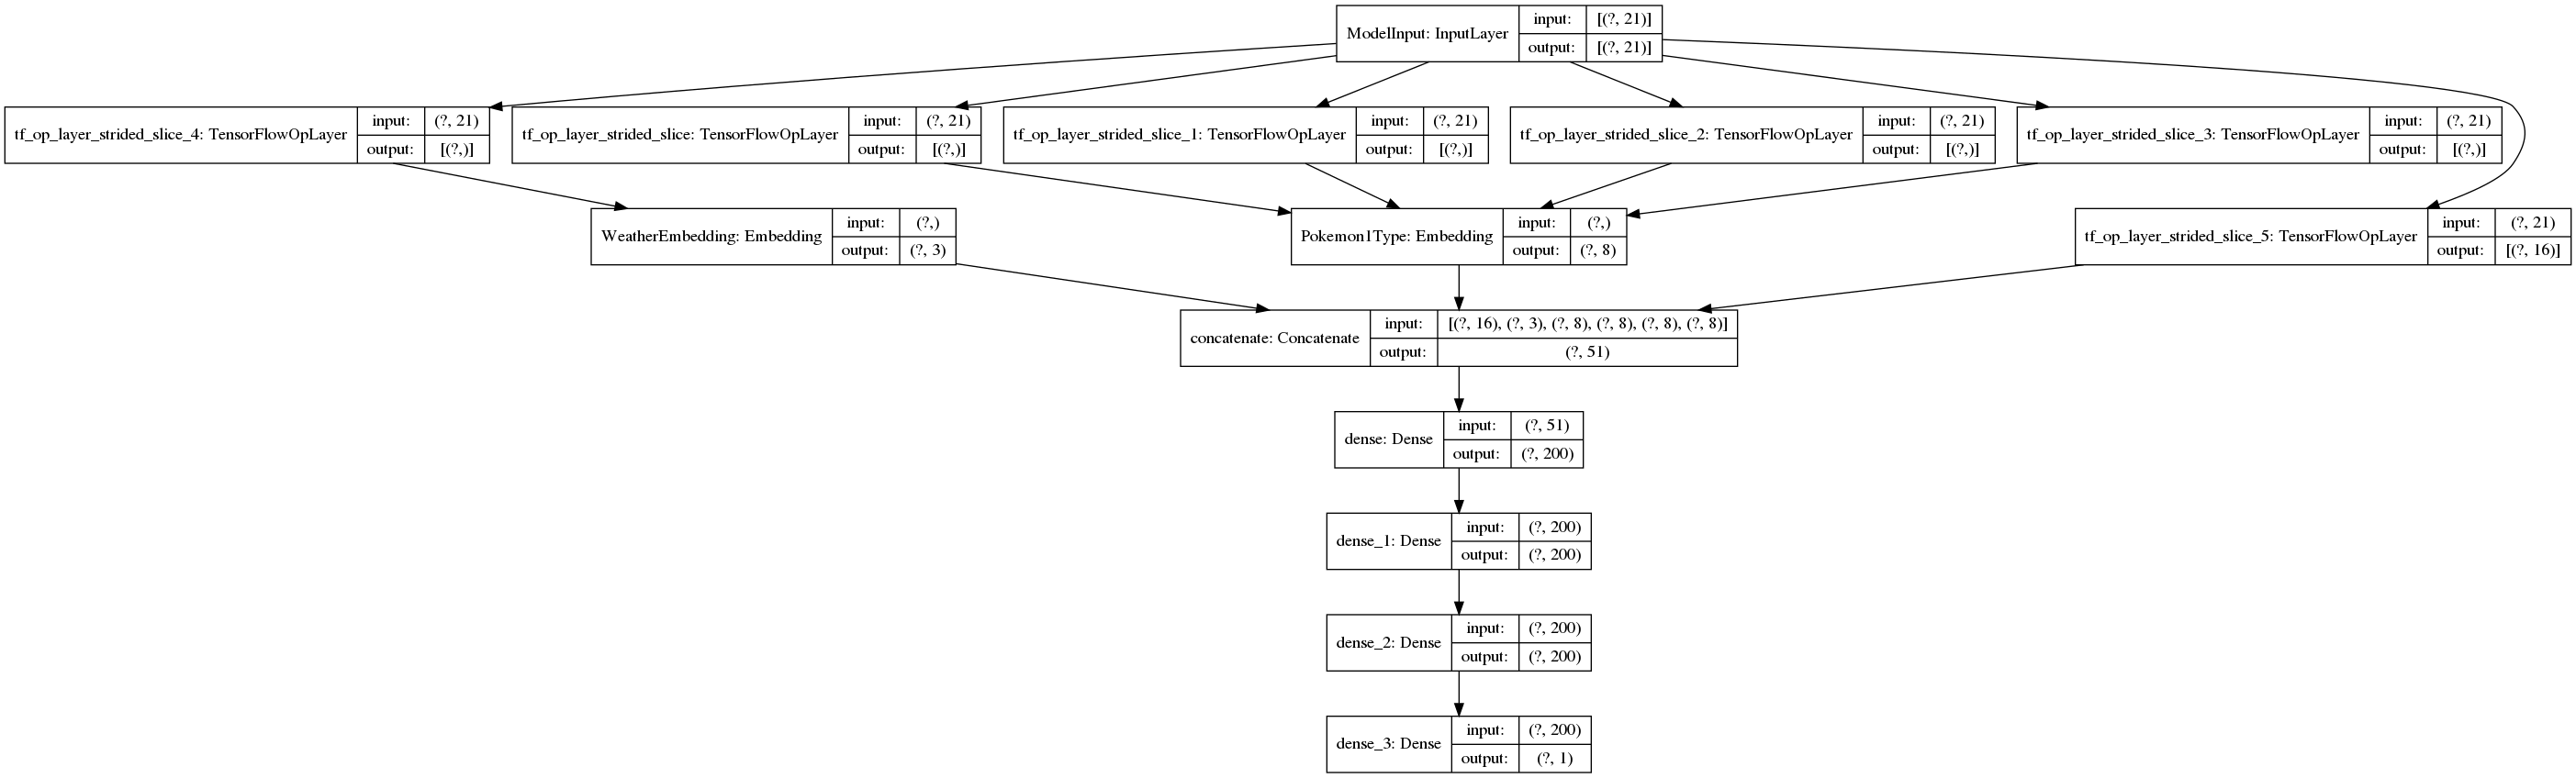 ModelInput: InputLayer input: [(?, 21)]
output: [(?, 21)]
tf_op_layer_strided_slice_4: TensorFlowOpLayer input: (?, 21)
output: [(?,)]
tf_op_layer_strided_slice: TensorFlowOpLayer input: (?, 21)
output: [(?,)]
tf_op_layer_strided_slice_1: TensorFlowOpLayer input: (?, 21)
output: [(?,)]
tf_op_layer_strided_slice_2: TensorFlowOpLayer input: (?, 21)
output: [(?,)]
tf_op_layer_strided_slice_3: TensorFlowOpLayer input: (?, 21)
output: [(?,)]
WeatherEmbedding: Embedding input: (?,)
output: (?, 3)
Pokemon1Type: Embedding input: (?,)
output: (?, 8)
tf_op_layer_strided_slice_5: TensorFlowOpLayer input: (?, 21)
output: [(?, 16)]
concatenate: Concatenate input: [(?, 16), (?, 3), (?, 8), (?, 8), (?, 8), (?, 8)]
output: (?, 51)
dense: Dense input: (?, 51)
output: (?, 200)
dense_1: Dense input: (?, 200)
output: (?, 200)
dense_2: Dense input: (?, 200)
output: (?, 200)
dense_3: Dense input: (?, 200)
output: (?, 1)